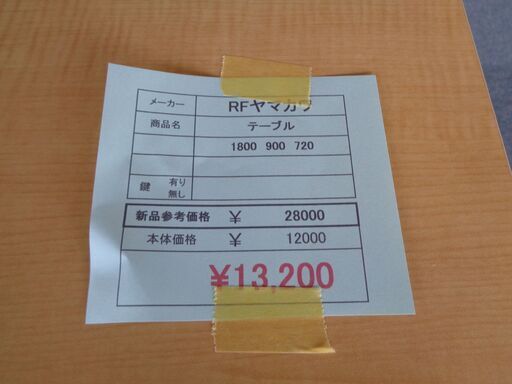 メーカー RFヤマカワ
商品名 テーブル
1800 900 720
鍵 有り 無し
新品参考価格 ¥ 28000
本体価格 ¥ 12000
¥13,200